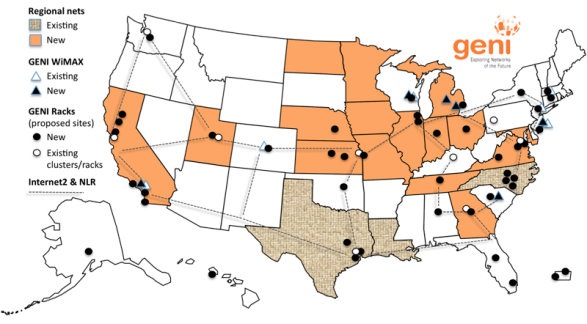 Regional nets
Existing
New
GENI WiMAX
Existing
New
GENI Racks
(proposed sites)
New
Existing
clusters/racks
Internet2 & NLR
geni
Exploring Networks
of the Future